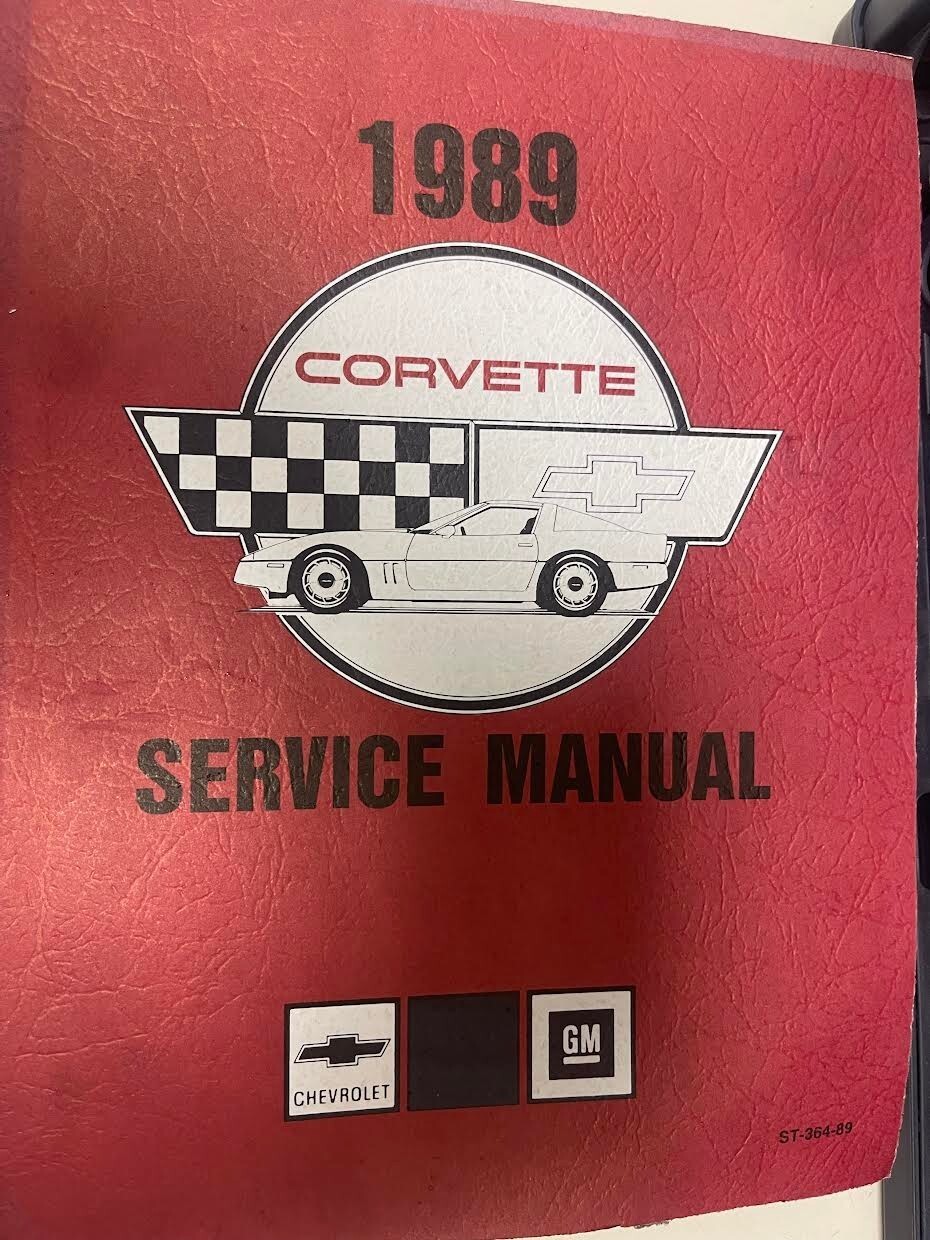 1989
CORVETTE
SERVICE MANUAL
CHEVROLET
GM
ST-364-89